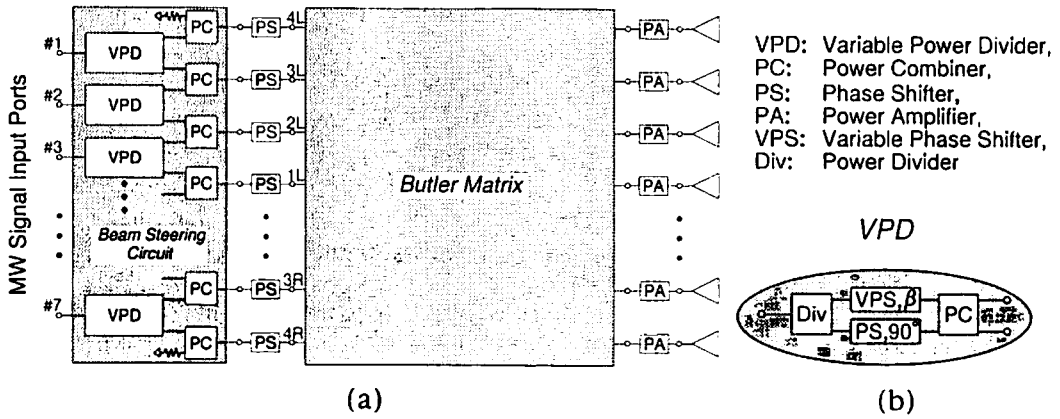 MW Signal Input Ports
#1
#2
#3
#7
VPD
VPD
VPD
VPD
Beam Steering
Circuit
PC
PC
PC
PC
PC
PC
PS
PS
PS
PS
PS
PS
4L
3L
2L
1L
3R
4R
Butler Matrix
PA
PA
PA
PA
PA
PA
(a)
VPD: Variable Power Divider,
PC: Power Combiner,
PS: Phase Shifter,
PA: Power Amplifier,
VPS: Variable Phase Shifter,
Div: Power Divider
VPD
Div
VPS,β
PS,90°
PC
(b)